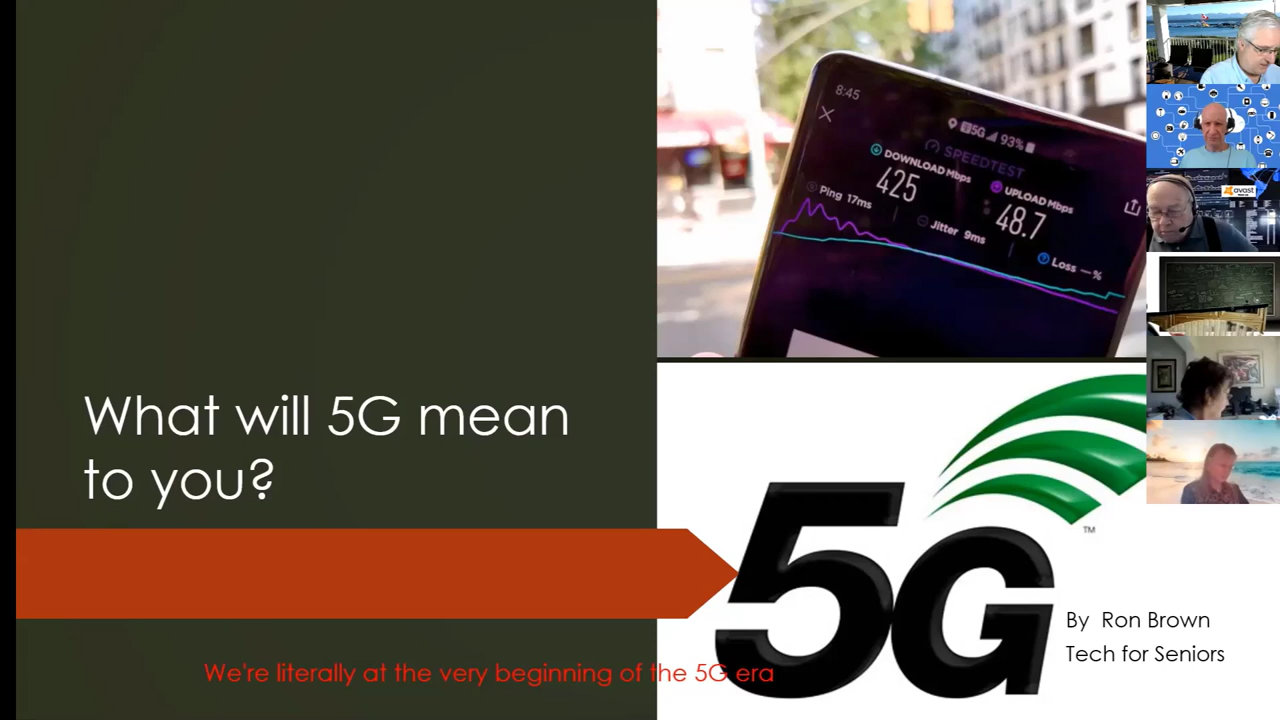 What will 5G mean
to you?
8:45
5G 93%
SPEEDTEST
DOWNLOAD Mbps
425
UPLOAD Mbps
48.7
Ping 17ms
Jitter 9ms
Loss — %
avast
5G
TM
By Ron Brown
Tech for Seniors
We're literally at the very beginning of the 5G era